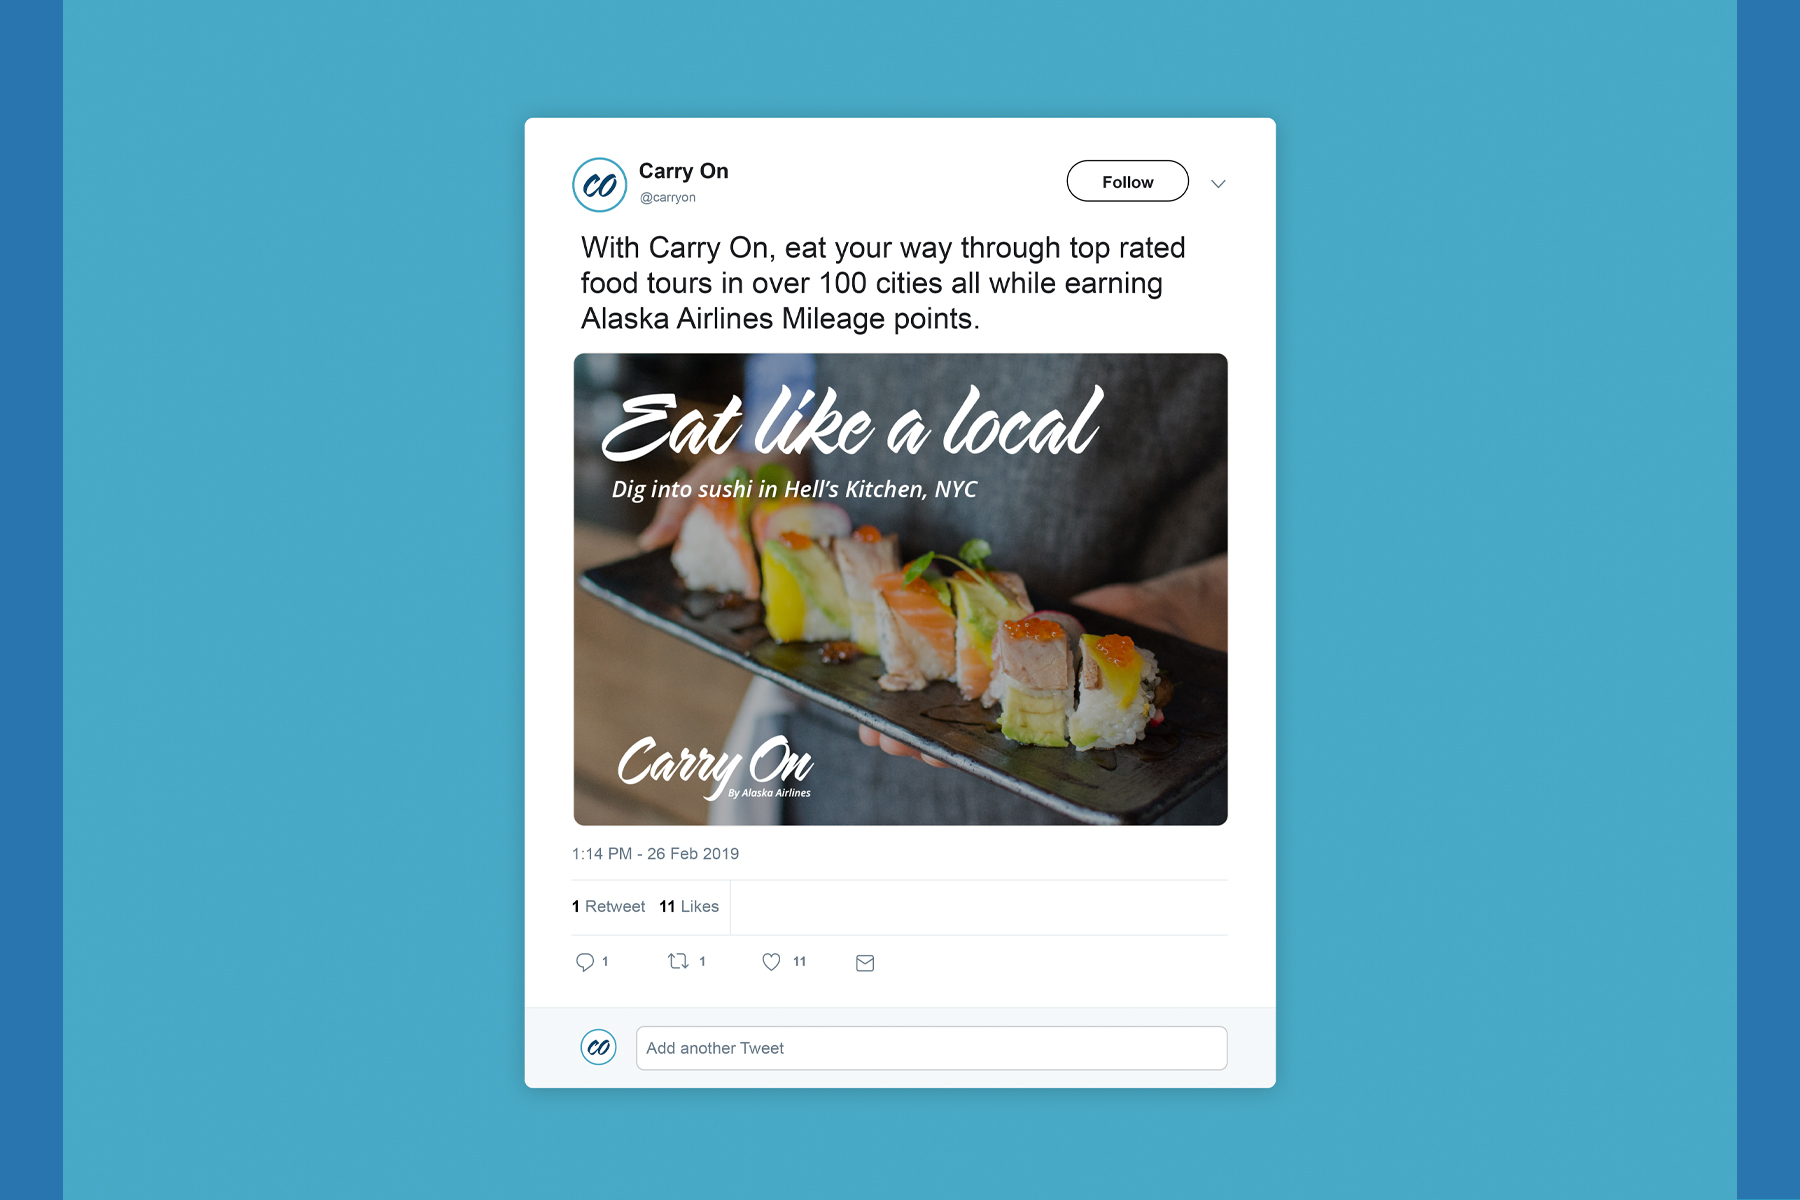 CO
Carry On
@carryon
Follow
With Carry On, eat your way through top rated
food tours in over 100 cities all while earning
Alaska Airlines Mileage points.
Eat like a local
Dig into sushi in Hell's Kitchen, NYC
Carry On
By Alaska Airlines
1:14 PM - 26 Feb 2019
1 Retweet 11 Likes
1 1 11
CO
Add another Tweet